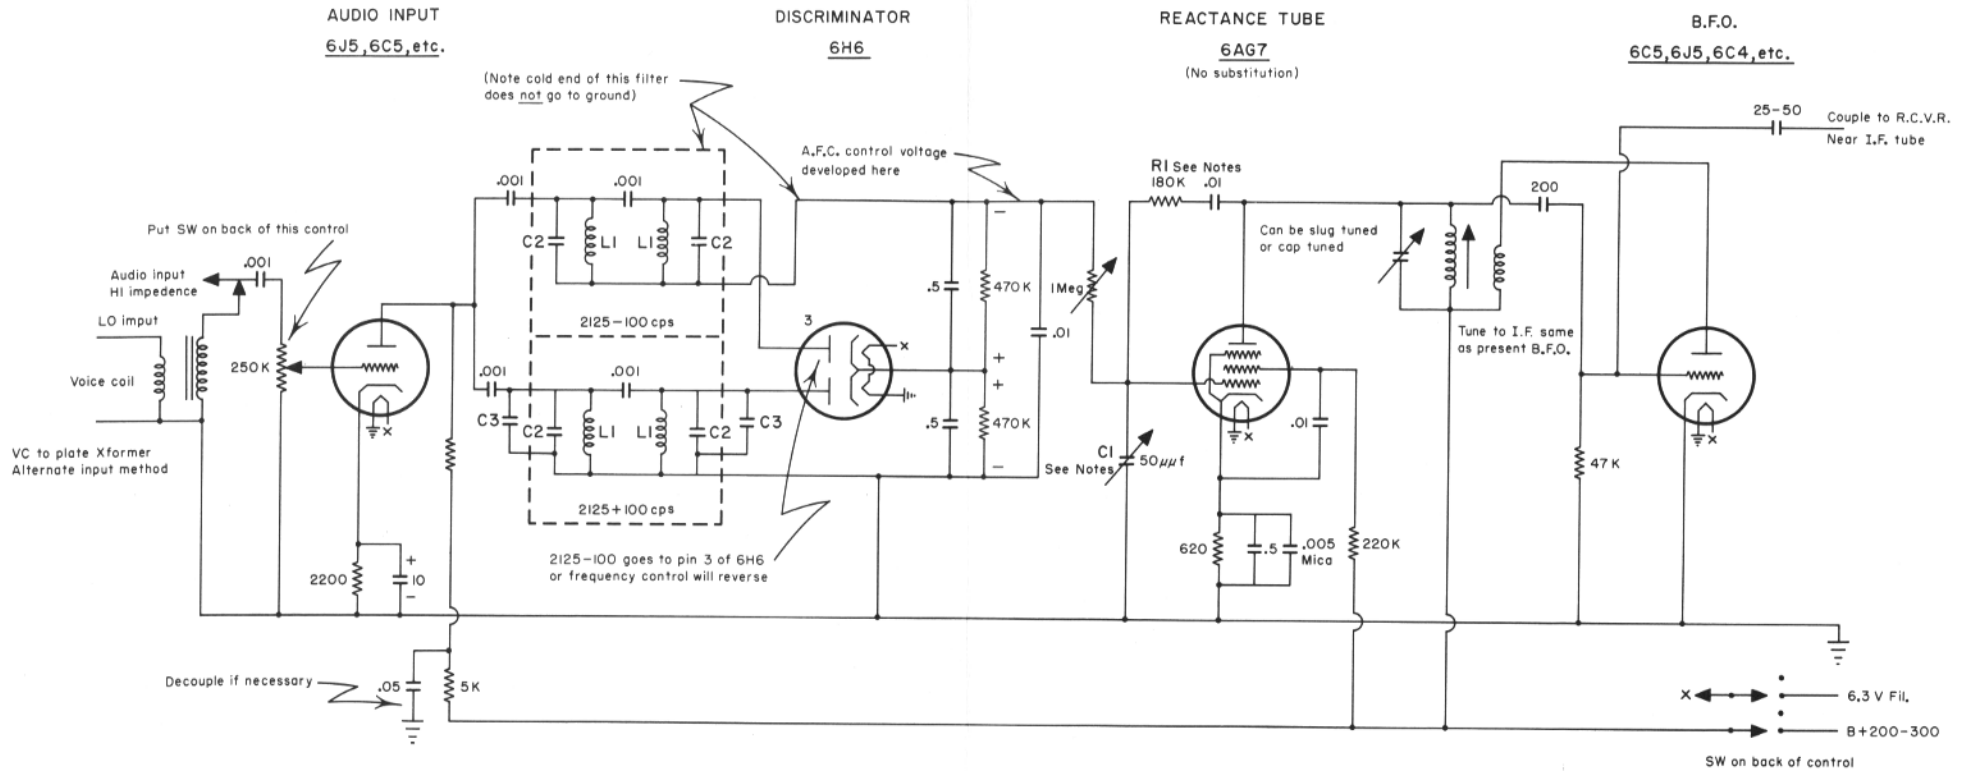 AUDIO INPUT
6J5,6C5,etc.
DISCRIMINATOR
6H6
REACTANCE TUBE
6AG7
(No substitution)
B.F.O.
6C5,6J5,6C4,etc.
(Note cold end of this filter
does not go to ground)
25-50
Couple to R.C.V.R.
Near I.F. tube
A.F.C. control voltage
developed here
R1 See Notes
180K
.01
.001
.001
200
Put SW on back of this control
.001
Audio input
HI impedence
LO imput
Voice coil
VC to plate Xformer
Alternate input method
250K
C2
L1
L1
C2
2125-100 cps
Can be slug tuned
or cap tuned
.5
470K
1Meg
.01
3
X
Tune to I.F. same
as present B.F.O.
.001
.001
C3
C2
L1
L1
C2
C3
2125+100 cps
−
+
+
−
.5
470K
X
C1
See Notes
50μμf
X
.01
X
47K
2125-100 goes to pin 3 of 6H6
or frequency control will reverse
2200
+
10
−
620
.5
.005
Mica
220K
Decouple if necessary
.05
5K
X
6.3 V Fil.
B+200-300
SW on back of control